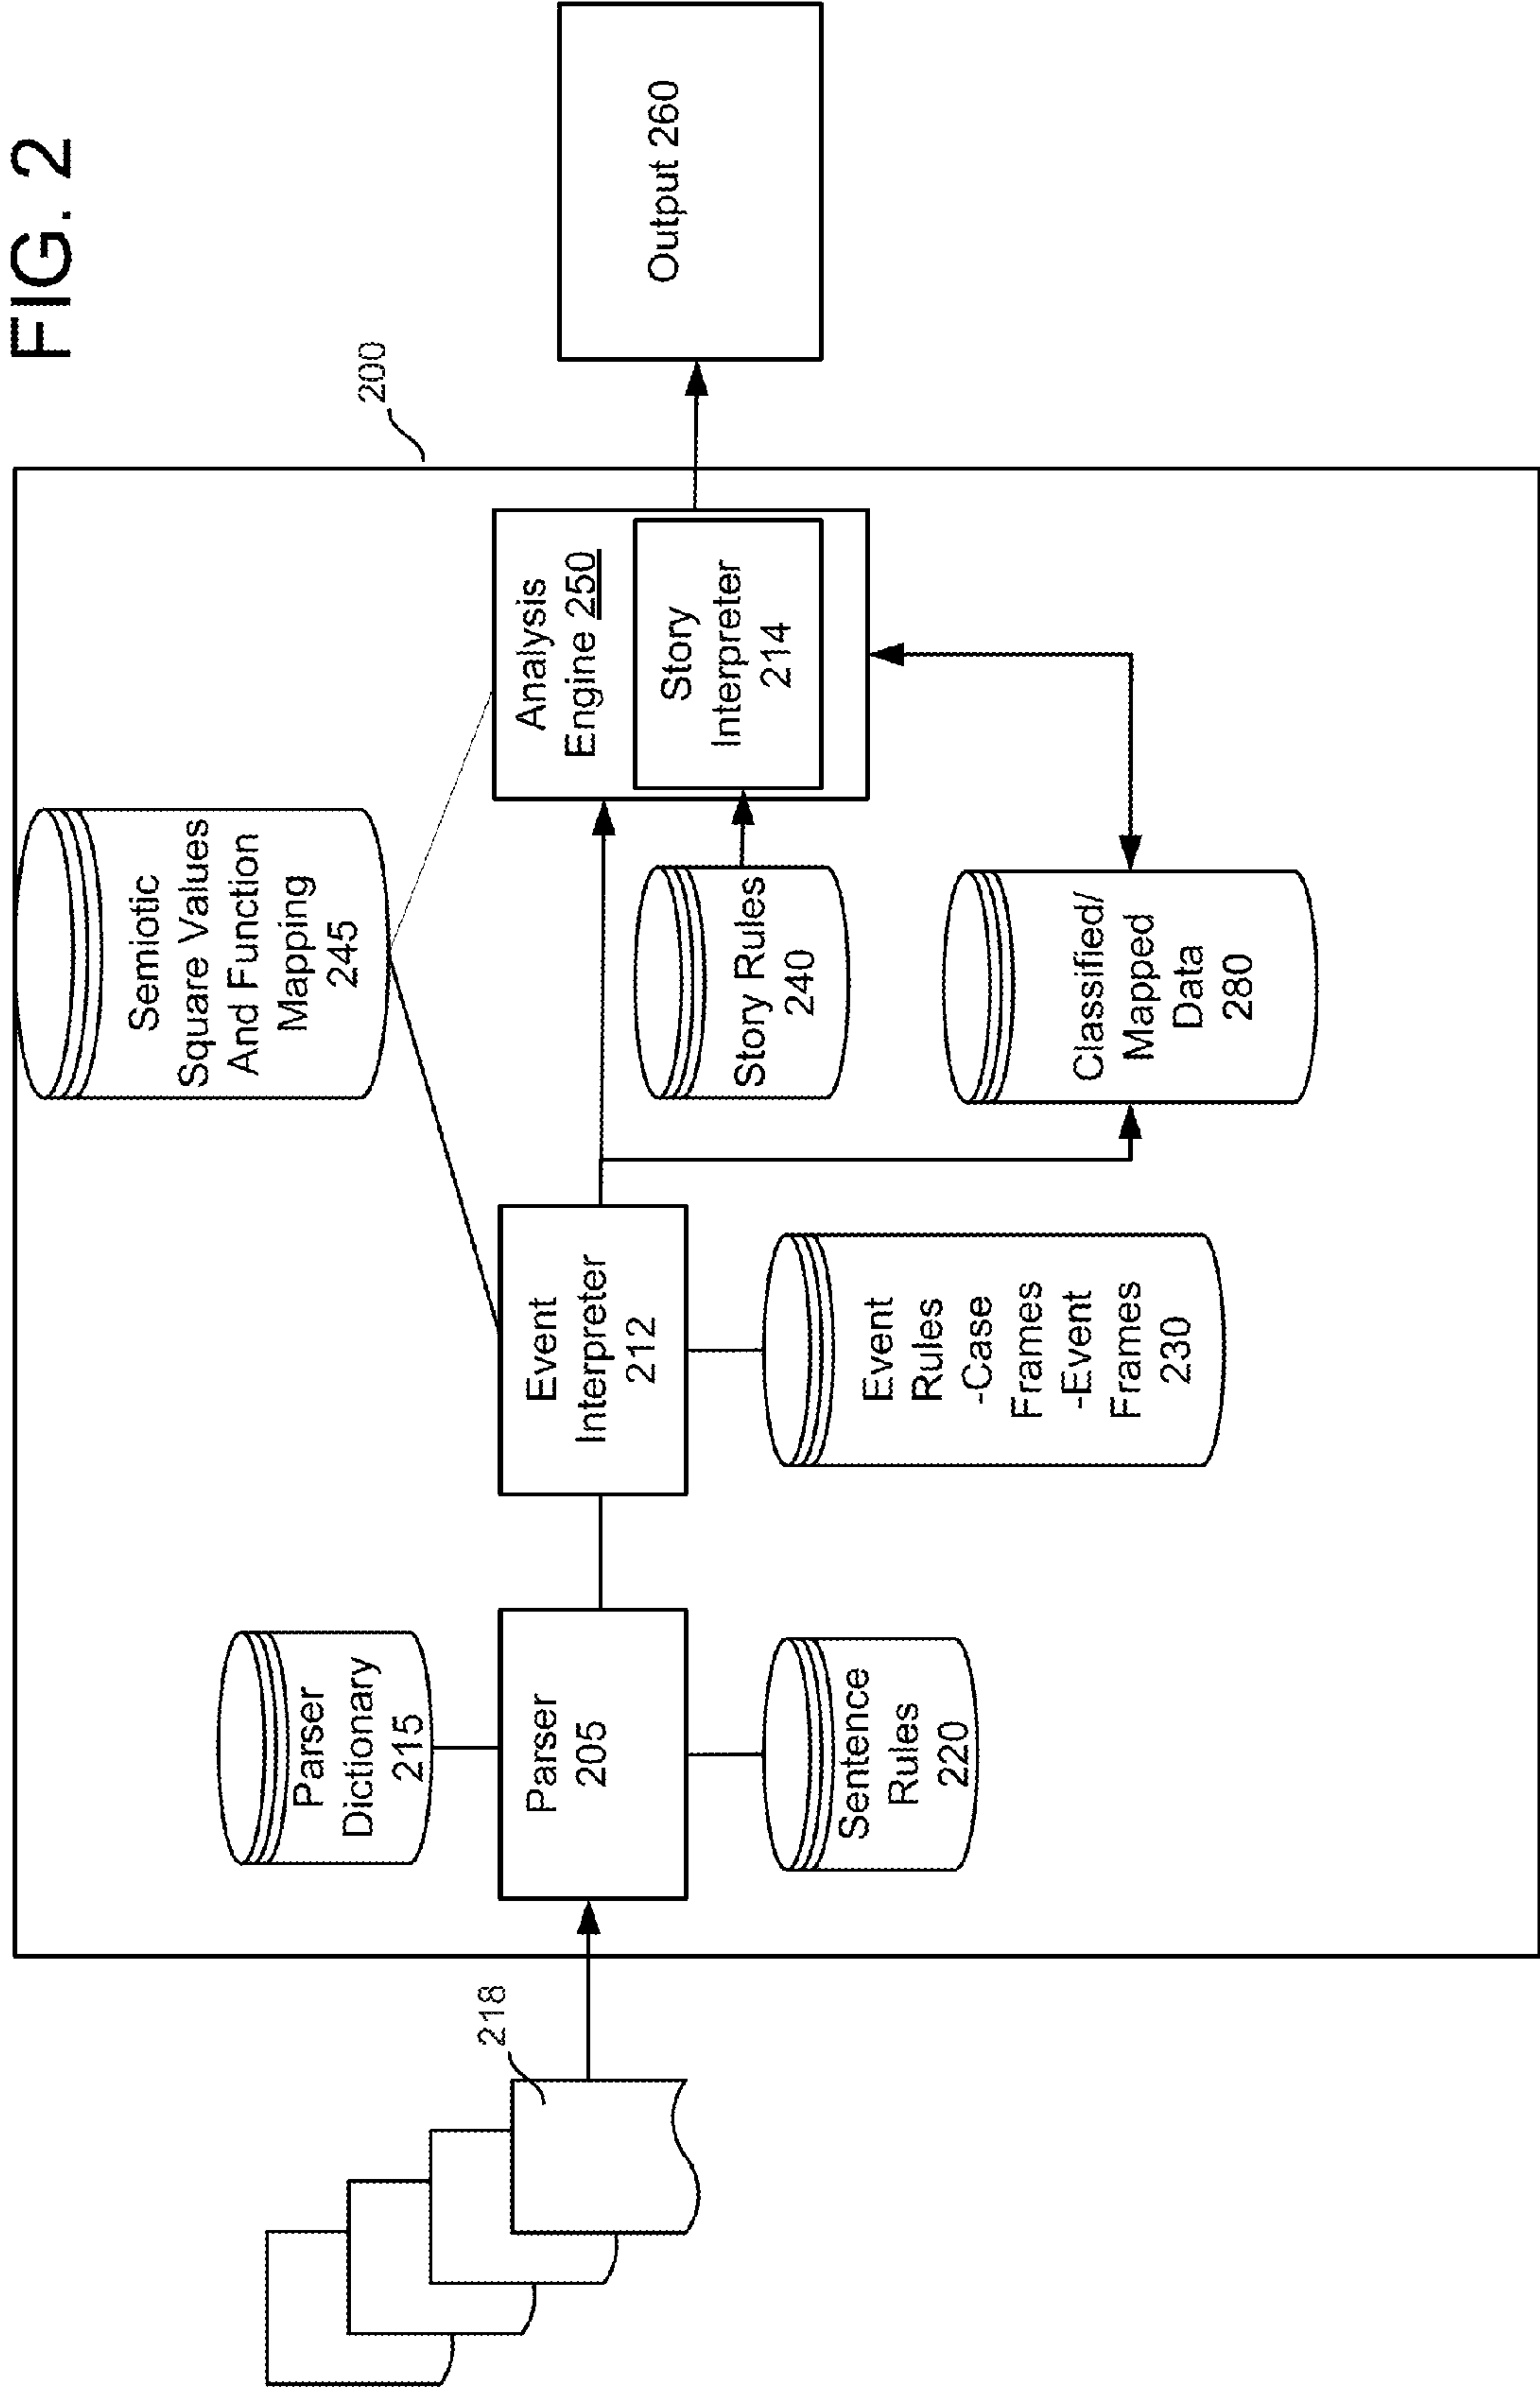 FIG. 2
200
218
Parser
Dictionary
215
Parser
205
Sentence
Rules
220
Event
Interpreter
212
Event
Rules
-Case
Frames
-Event
Frames
230
Semiotic
Square Values
And Function
Mapping
245
Analysis
Engine 250
Story
Interpreter
214
Story Rules
240
Classified/
Mapped
Data
280
Output 260